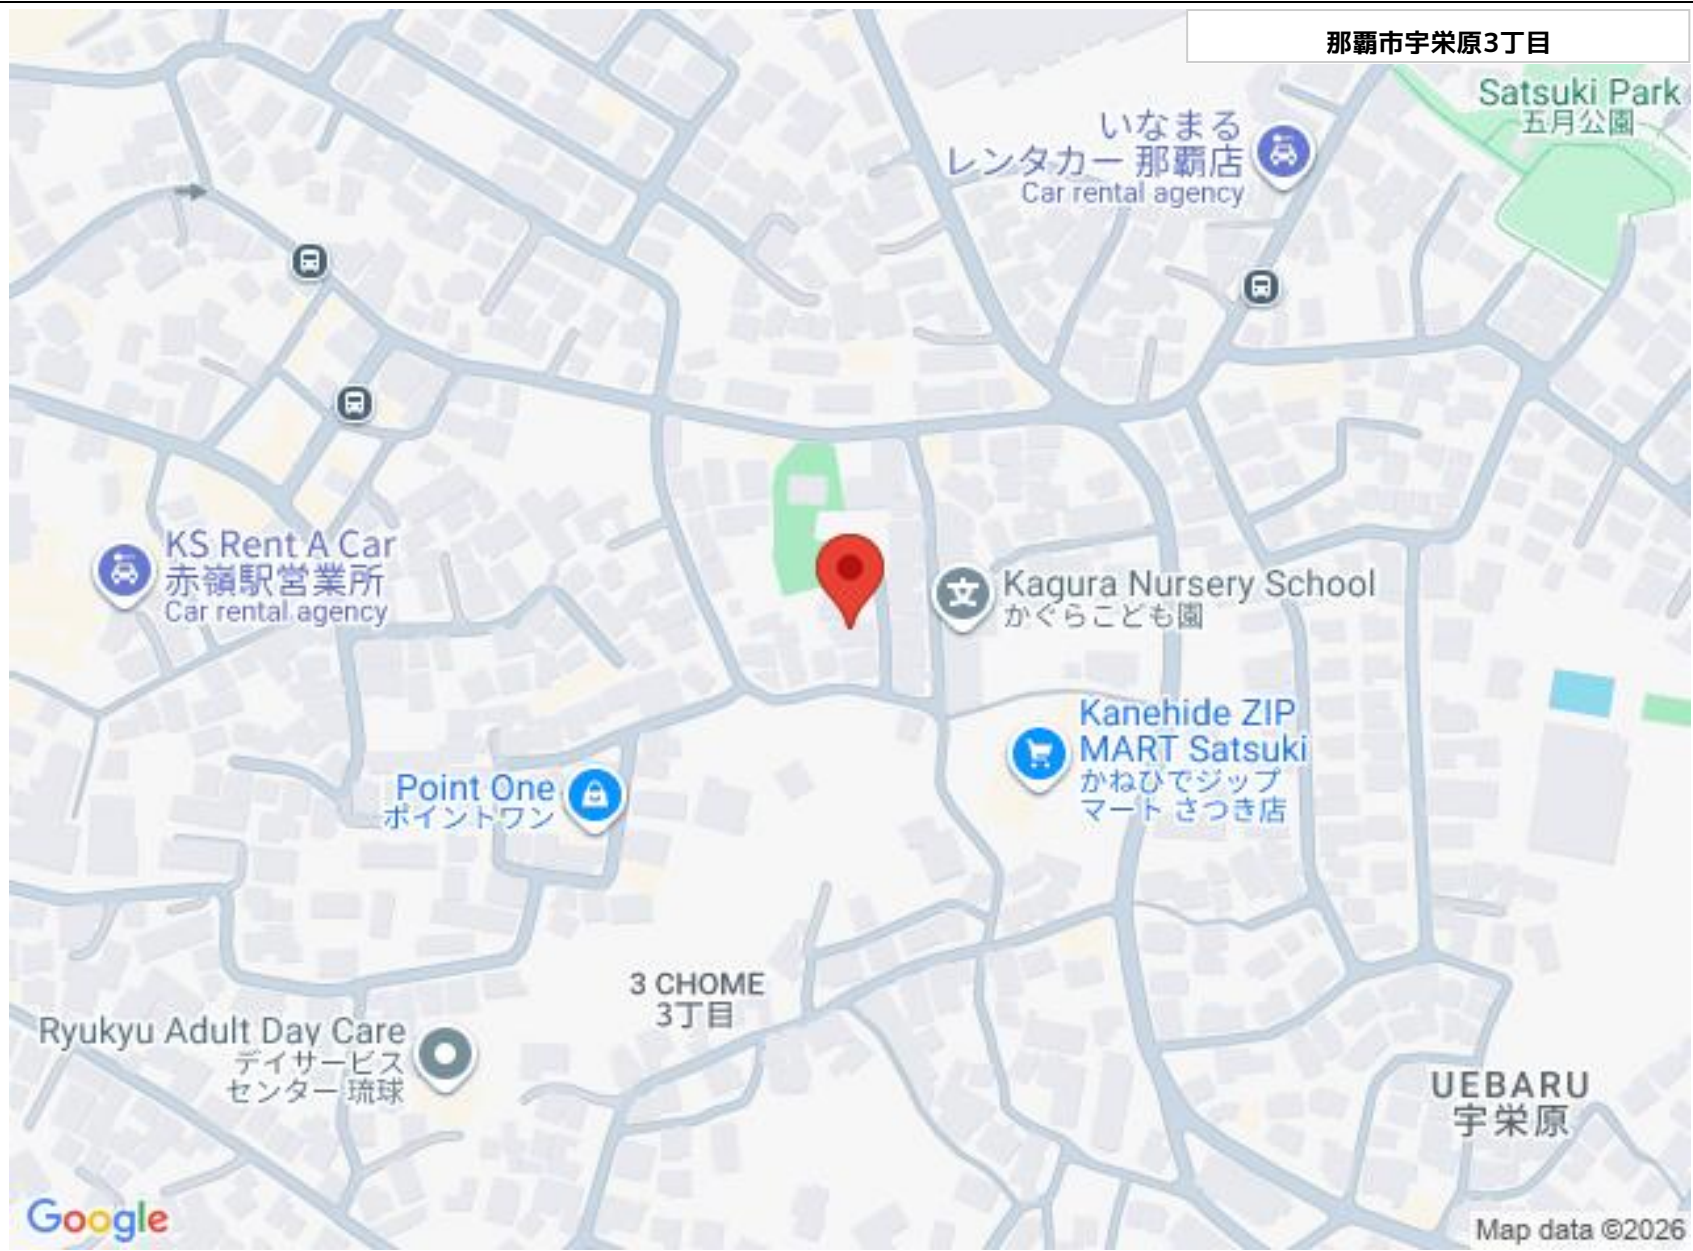 那覇市宇栄原3丁目
Satsuki Park
五月公園
いなまる
レンタカー 那覇店
Car rental agency
KS Rent A Car
赤嶺駅営業所
Car rental agency
Kagura Nursery School
かぐらこども園
Kanehide ZIP
MART Satsuki
かねひでジップ
マート さつき店
Point One
ポイントワン
3 CHOME
3丁目
Ryukyu Adult Day Care
デイサービス
センター 琉球
UEBARU
宇栄原
Google
Map data ©2026